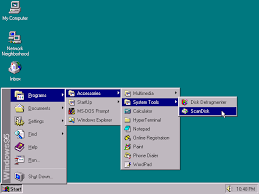 My Computer
Network
Neighborhood
Inbox
Programs
Documents
Settings
Find
Help
Run...
Shut Down...
Windows95
Accessories
StartUp
MS-DOS Prompt
Windows Explorer
Multimedia
System Tools
Calculator
HyperTerminal
Notepad
Online Registration
Paint
Phone Dialer
WordPad
Disk Defragmenter
ScanDisk
Start
10:48 PM